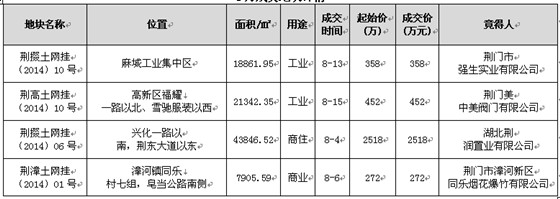 地块名称 位置 面积/㎡ 用途 成交时间 起始价(万) 成交价(万元) 竟得人
荆掇土网挂(2014)10号 麻城工业集中区 18861.95 工业 8-13 358 358 荆门市强生实业有限公司
荆高土网挂(2014)10号 高新区福耀一路以北、雪驰服装以西 21342.35 工业 8-15 452 452 荆门美中美阀门有限公司
荆掇土网挂(2014)06号 兴化一路以南，荆东大道以东 43846.52 商住 8-4 2518 2518 湖北荆润置业有限公司
荆漳土网挂(2014)01号 漳河镇同乐村七组，皂当公路南侧 7905.59 商业 8-6 272 272 荆门市漳河新区同乐烟花爆竹有限公司